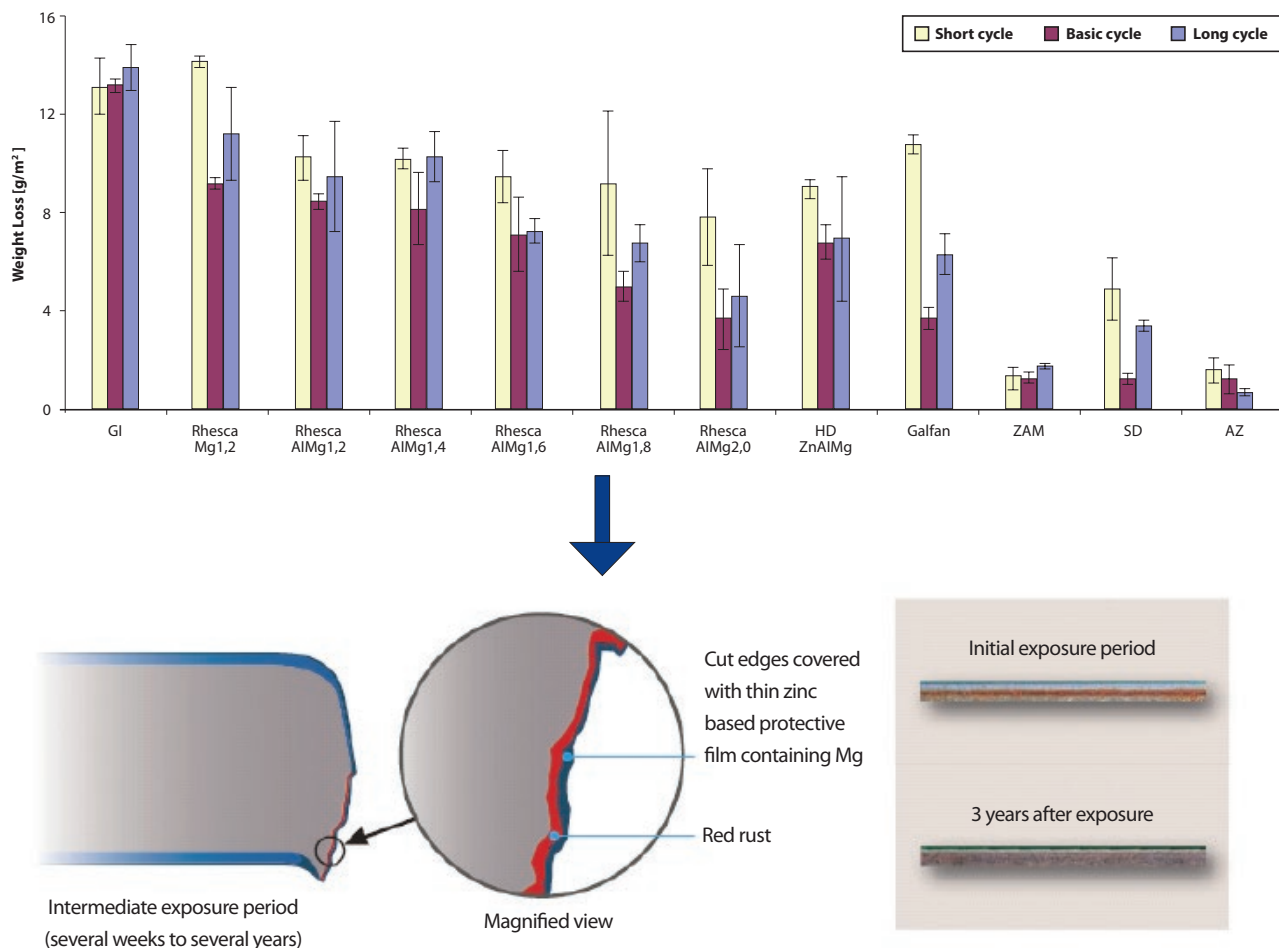 16
12
8
4
0
Weight Loss [g/m²]
Short cycle Basic cycle Long cycle
GI
Rhesca
Mg1,2
Rhesca
AlMg1,2
Rhesca
AlMg1,4
Rhesca
AlMg1,6
Rhesca
AlMg1,8
Rhesca
AlMg2,0
HD
ZnAlMg
Galfan
ZAM
SD
AZ
Cut edges covered
with thin zinc
based protective
film containing Mg
Red rust
Intermediate exposure period
(several weeks to several years)
Magnified view
Initial exposure period
3 years after exposure